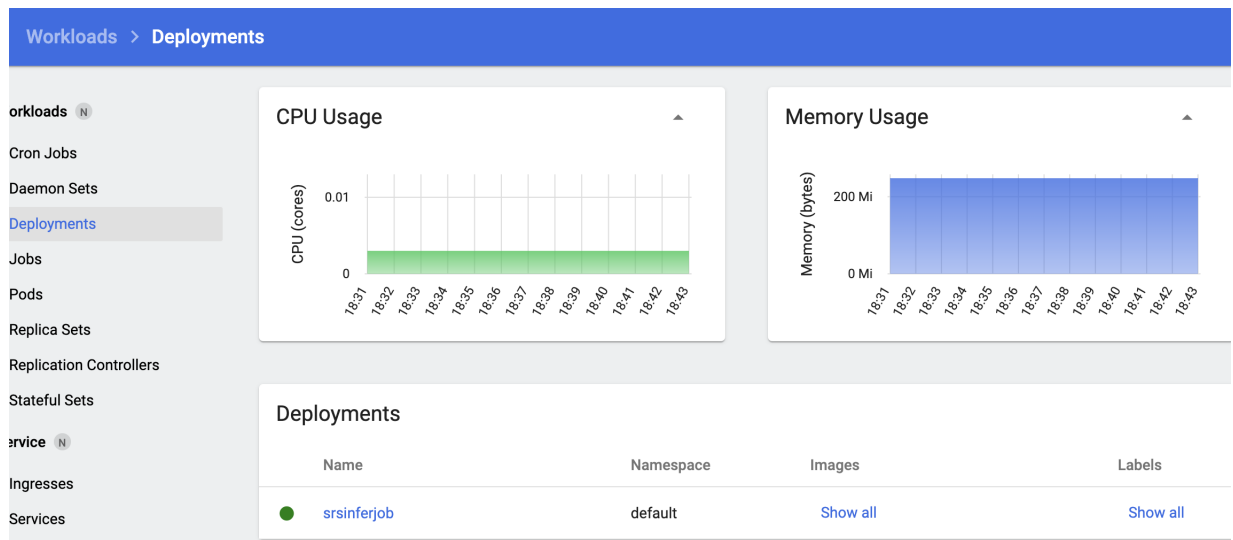 Workloads > Deployments
orkloads N
Cron Jobs
Daemon Sets
Deployments
Jobs
Pods
Replica Sets
Replication Controllers
Stateful Sets
ervice N
Ingresses
Services
CPU Usage
CPU (cores)
0.01
0
18:31 18:32 18:33 18:34 18:35 18:36 18:37 18:38 18:39 18:40 18:41 18:42 18:43
Memory Usage
Memory (bytes)
200 Mi
0 Mi
18:31 18:32 18:33 18:34 18:35 18:36 18:37 18:38 18:39 18:40 18:41 18:42 18:43
Deployments
Name Namespace Images Labels
srsinferjob default Show all Show all